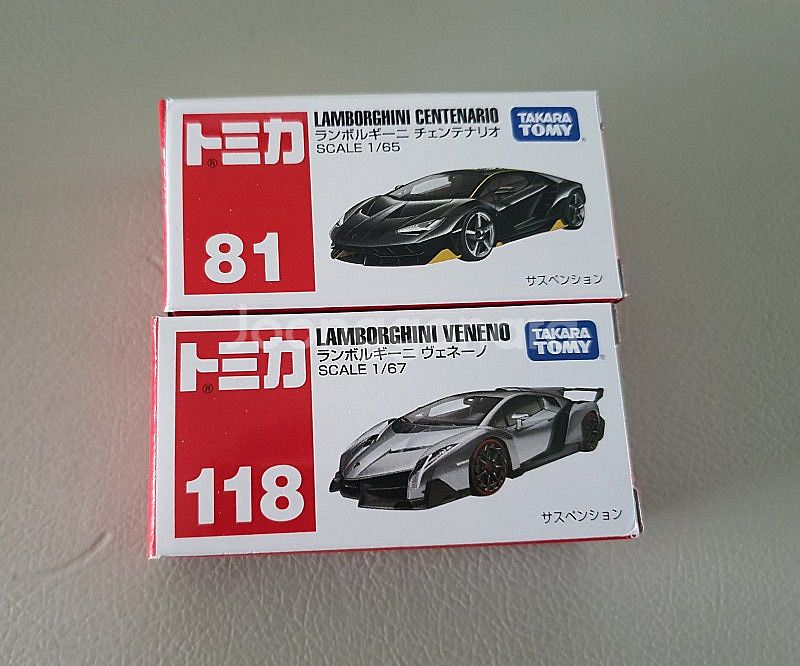 トミカ®
81
LAMBORGHINI CENTENARIO
ランボルギーニ チェンテナリオ
SCALE 1/65
TAKARA
TOMY®
サスペンション
トミカ®
118
LAMBORGHINI VENENO
ランボルギーニ ヴェネーノ
SCALE 1/67
TAKARA
TOMY®
サスペンション